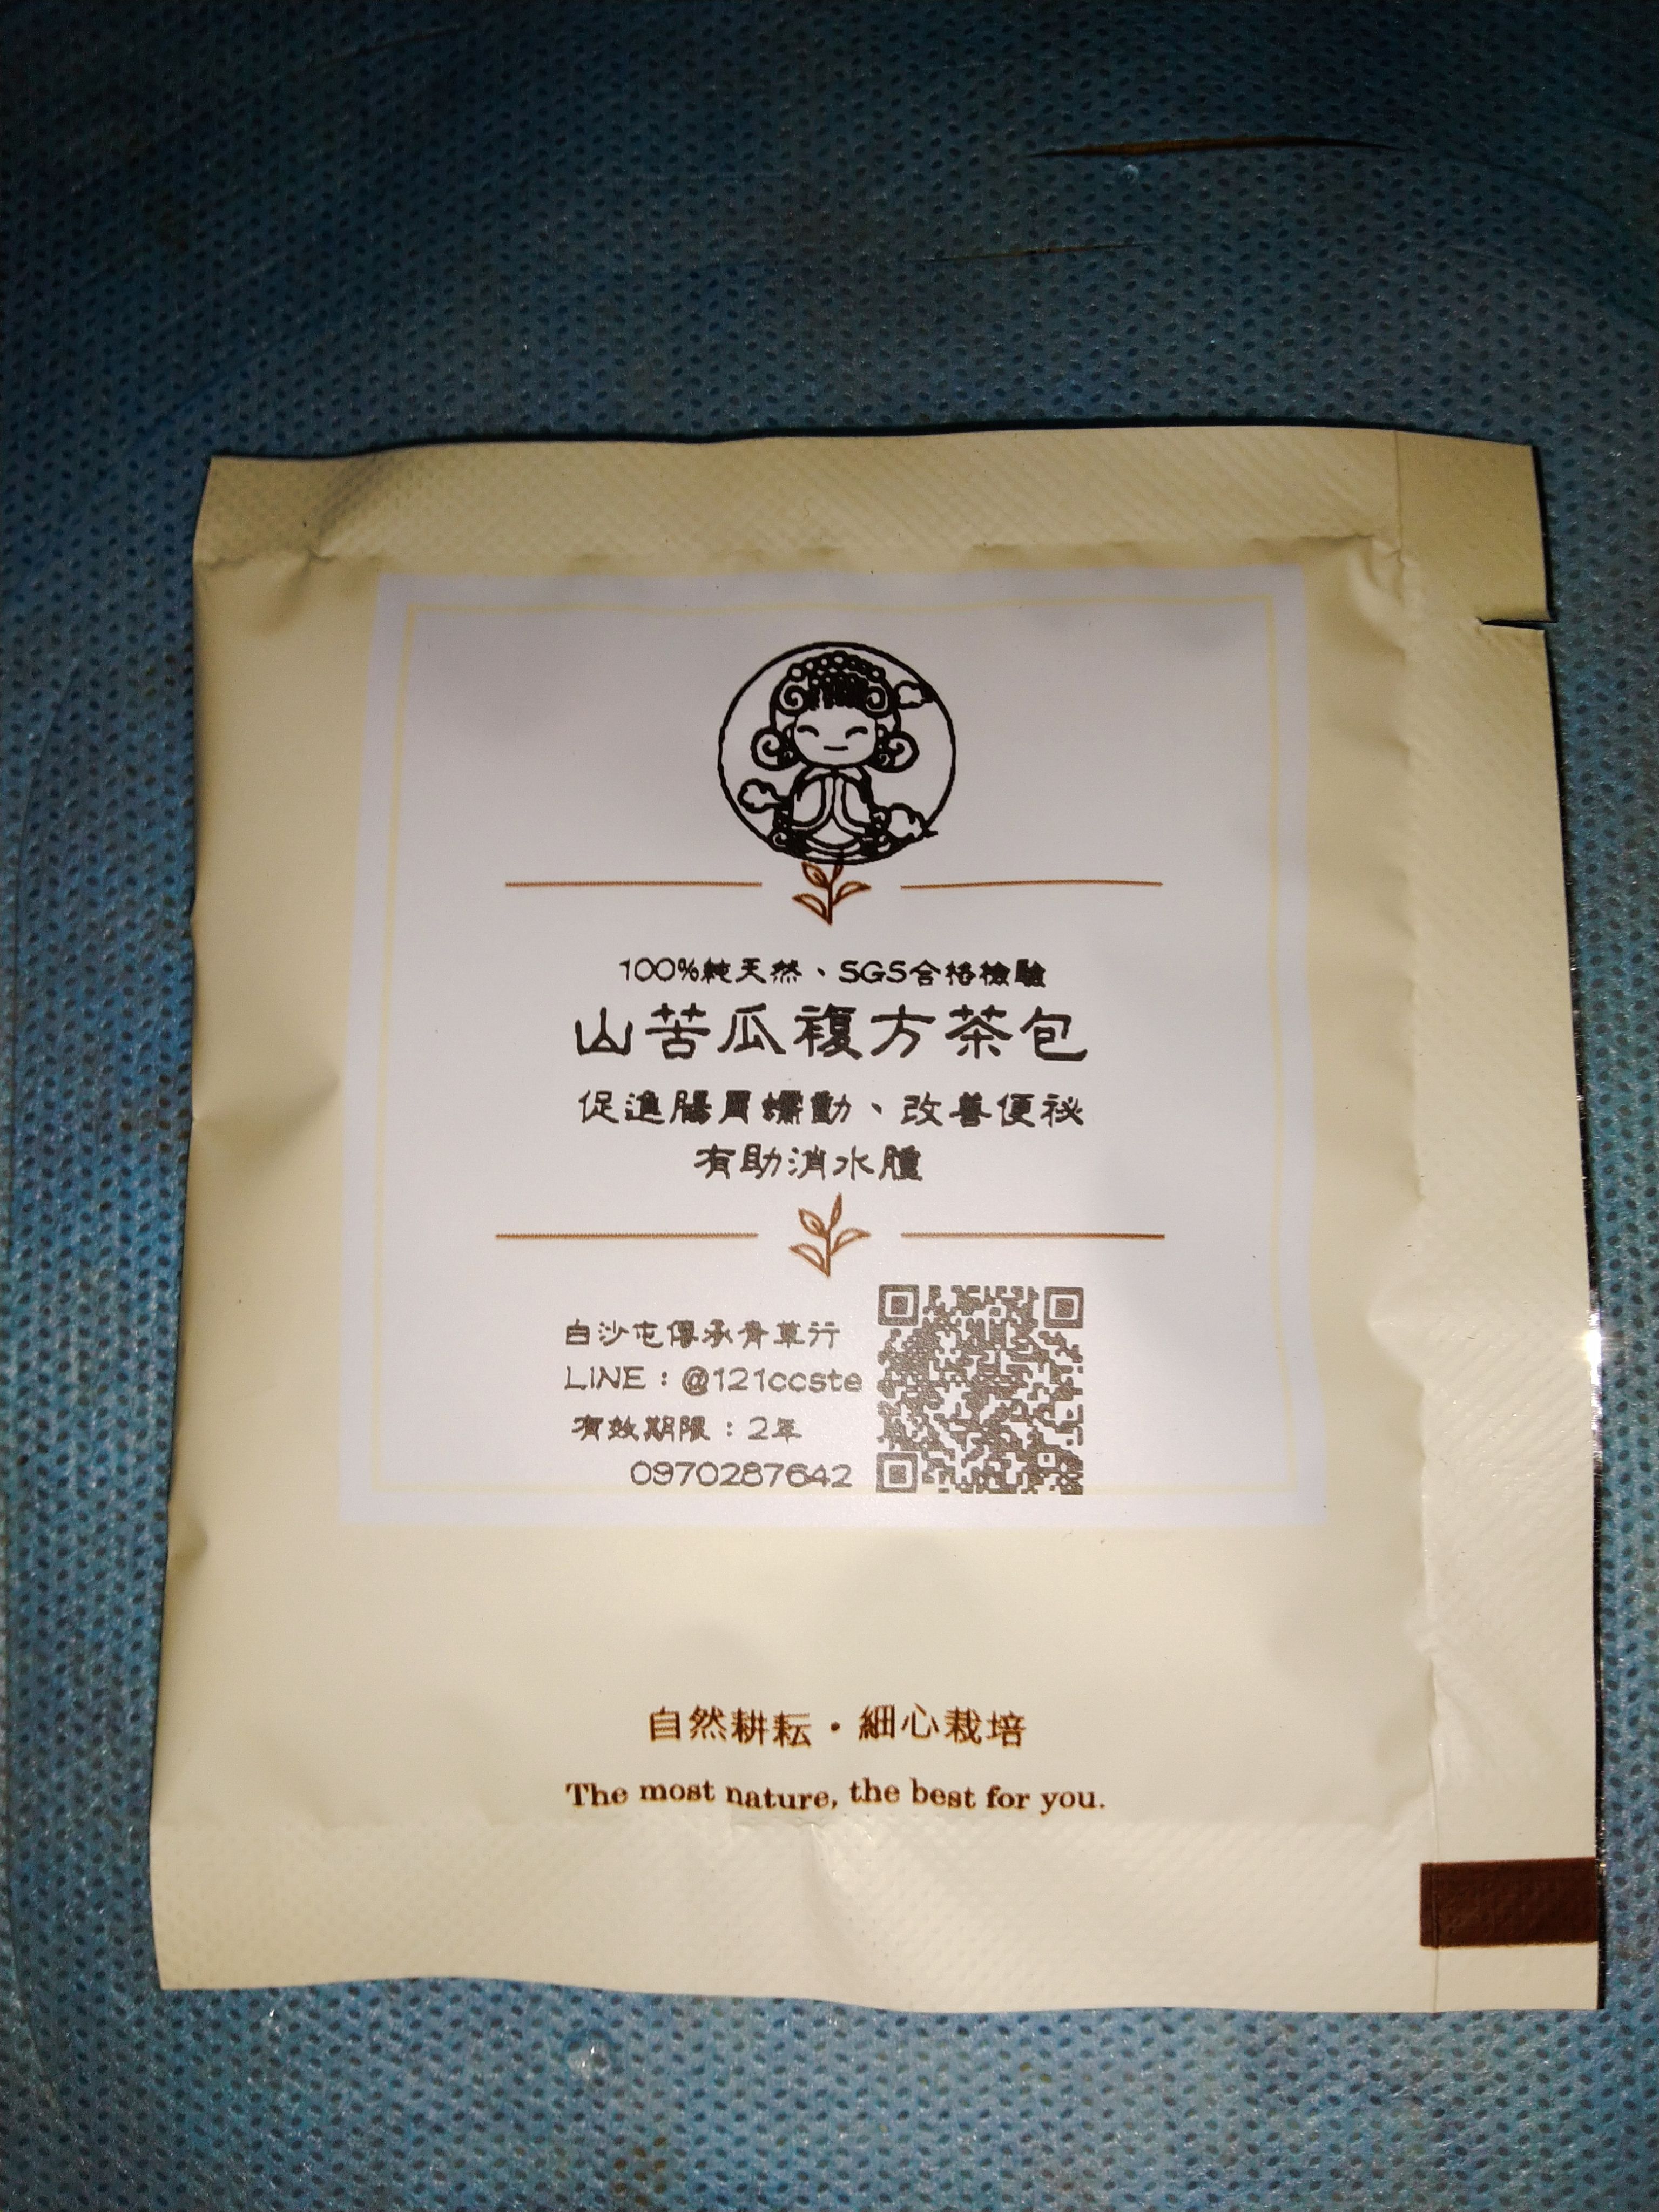 100%純天然、SGS合格檢驗
山苦瓜複方茶包
促進腸胃蠕動、改善便祕
有助消水腫
白沙屯傳承青草行
LINE：@121ccste
有效期限：2年
0970287642
自然耕耘・細心栽培
The most nature, the best for you.